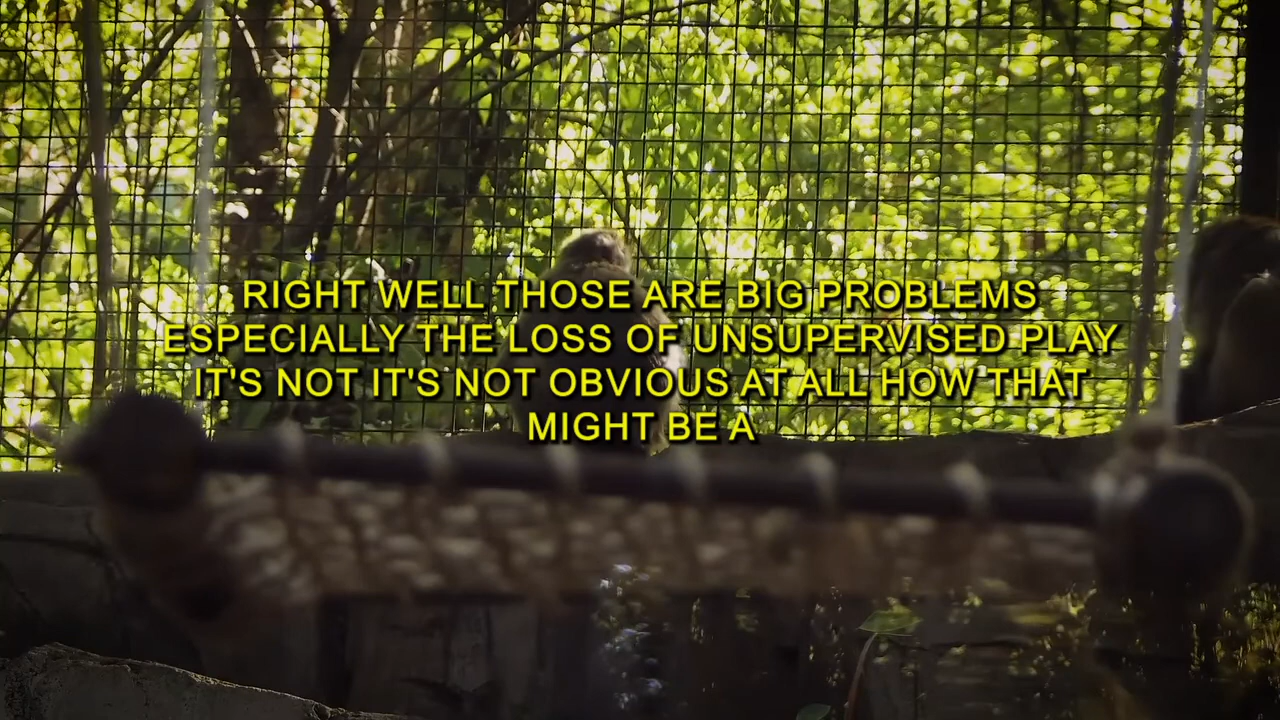 RIGHT WELL THOSE ARE BIG PROBLEMS
ESPECIALLY THE LOSS OF UNSUPERVISED PLAY
IT'S NOT IT'S NOT OBVIOUS AT ALL HOW THAT
MIGHT BE A